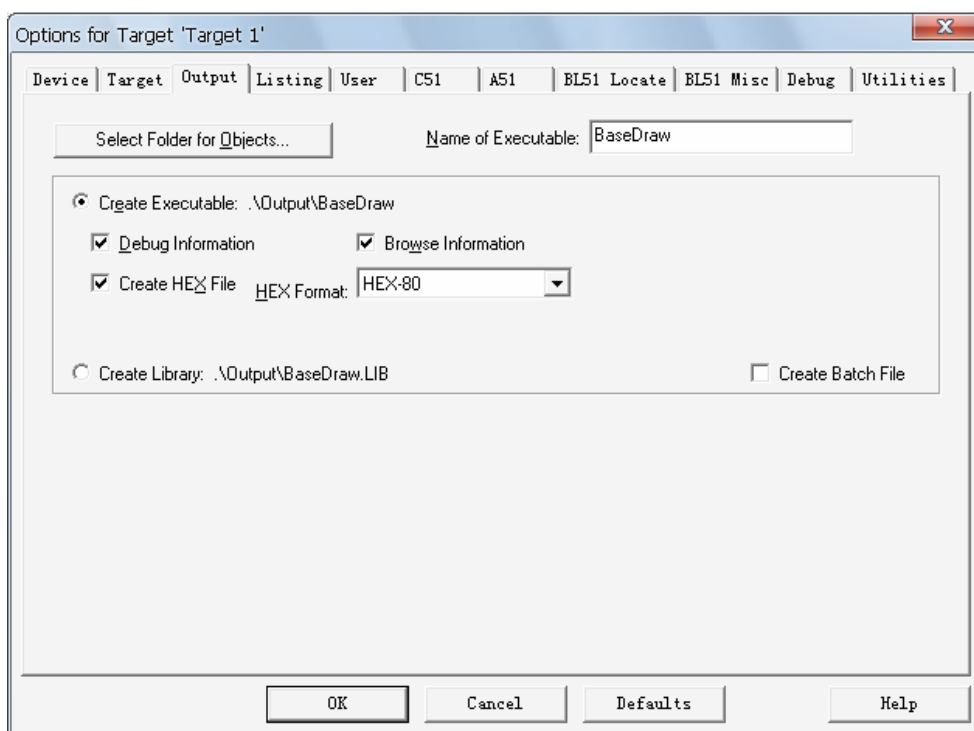 Options for Target 'Target 1'
Device Target Output Listing User C51 A51 BL51 Locate BL51 Misc Debug Utilities
Select Folder for Objects... Name of Executable: BaseDraw
Create Executable: .\Output\BaseDraw
Debug Information Browse Information
Create HEX File HEX Format: HEX-80
Create Library: .\Output\BaseDraw.LIB Create Batch File
OK Cancel Defaults Help